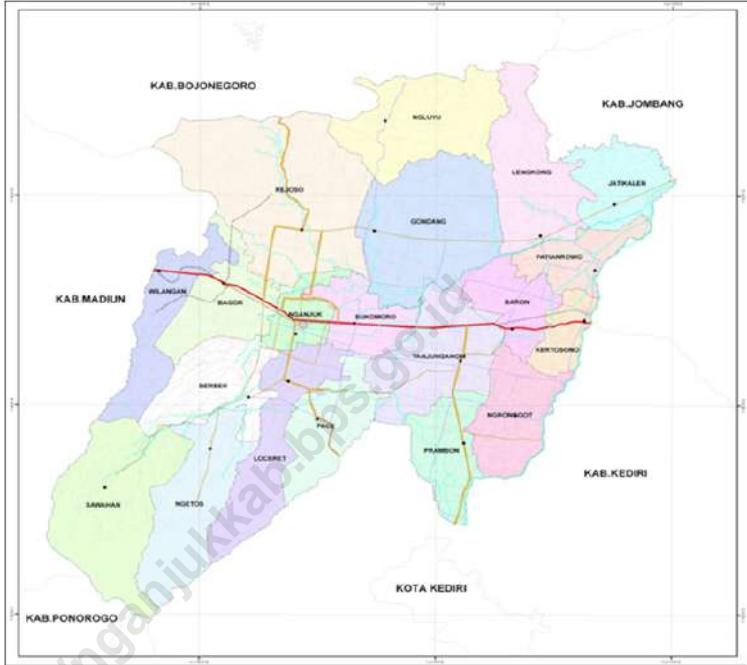 KAB.BOJONEGORO
KAB.JOMBANG
NGLUYU
LENGKONG
JATIKALEN
REJOSO
GONDANG
PATIANROWO
KAB.MADIUN
WILANGAN
BAGOR
NGANJUK
SUKOMORO
BARON
TANJUNGANOM
KERTOSONO
BERBEK
PACE
NGRONGGOT
LOCERET
PRAMBON
KAB.KEDIRI
SAWAHAN
NGETOS
KOTA KEDIRI
KAB.PONOROGO
nganjukkab.bps.go.id